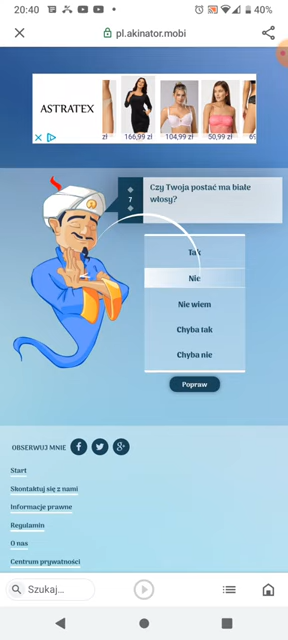 20:40
40%
pl.akinator.mobi
ASTRATEX
zł
166,99 zł
104,99 zł
50,99 zł
69
7
Czy Twoja postać ma białe
włosy?
Tak
Nie
Nie wiem
Chyba tak
Chyba nie
Popraw
OBSERWUJ MNIE
Start
Skontaktuj się z nami
Informacje prawne
Regulamin
O nas
Centrum prywatności
Szukaj...